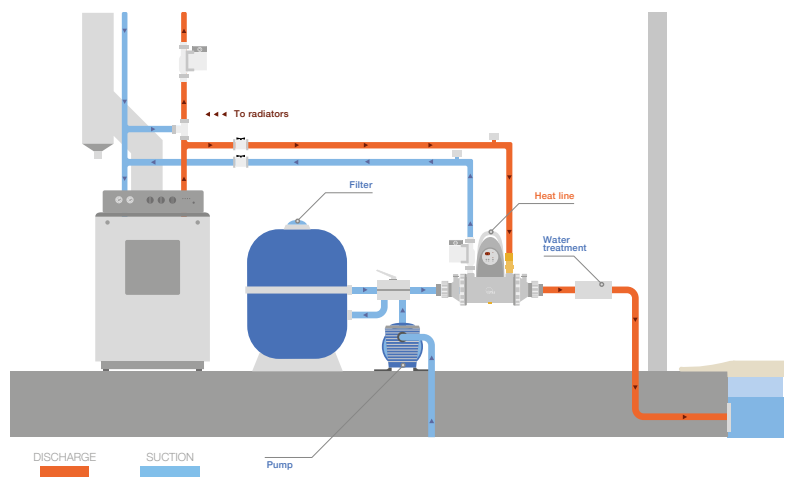 ◄ ◄ ◄ To radiators
Filter
Heat line
Water
treatment
DISCHARGE
SUCTION
Pump